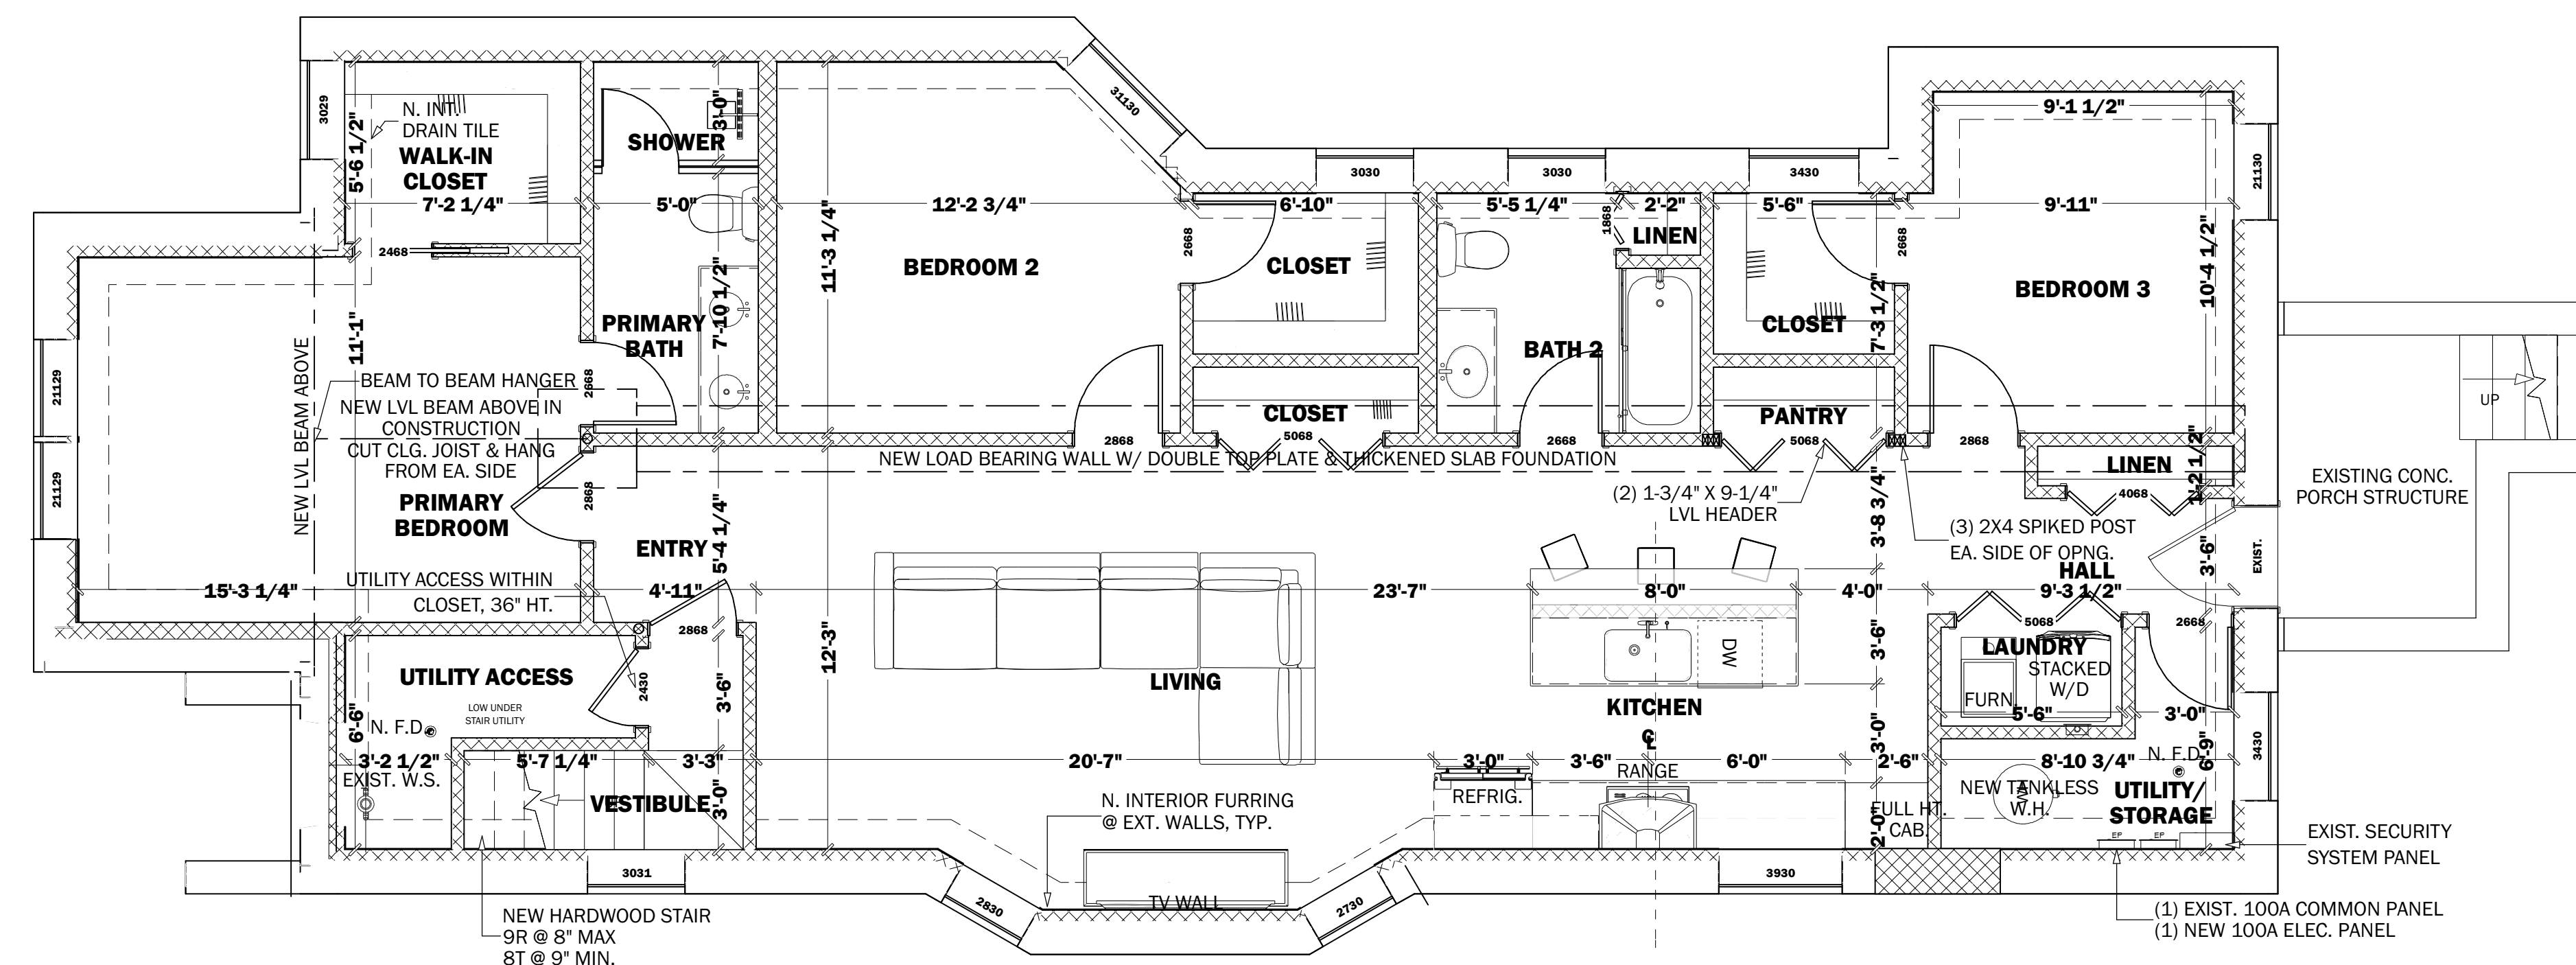 31130
9'-1 1/2"
3029
N. INT.
DRAIN TILE
3'-0"
SHOWER
5'-6 1/2"
WALK-IN
CLOSET
7'-2 1/4"
5'-0"
12'-2 3/4"
3030
3030
3430
21130
6'-10"
5'-5 1/4"
2'-2"
5'-6"
9'-11"
1868
LINEN
2468
11'-3 1/4"
BEDROOM 2
2668
CLOSET
2668
10'-4 1/2"
BEDROOM 3
PRIMARY
BATH
7'-10 1/2"
11'-1"
CLOSET
7'-3 1/2"
BATH 2
NEW LVL BEAM ABOVE
BEAM TO BEAM HANGER
2668
21129
NEW LVL BEAM ABOVE IN
CONSTRUCTION
CUT CLG. JOIST & HANG
FROM EA. SIDE
CLOSET
PANTRY
UP
2868
5068
2668
5068
2868
NEW LOAD BEARING WALL W/ DOUBLE TOP PLATE & THICKENED SLAB FOUNDATION
LINEN
1'-2 1/2"
4068
EXISTING CONC.
PORCH STRUCTURE
21129
PRIMARY
BEDROOM
2868
(2) 1-3/4" X 9-1/4"
LVL HEADER
3'-8 3/4"
(3) 2X4 SPIKED POST
EA. SIDE OF OPNG.
ENTRY
5'-4 1/4"
HALL
3'-6"
EXIST.
UTILITY ACCESS WITHIN
CLOSET, 36" HT.
15'-3 1/4"
4'-11"
23'-7"
8'-0"
4'-0"
9'-3 1/2"
2868
5068
2668
12'-3"
DW
3'-6"
LAUNDRY
STACKED
W/D
FURN.
UTILITY ACCESS
2430
3'-6"
LIVING
KITCHEN
LOW UNDER
STAIR UTILITY
6'-6"
N. F.D.
5'-6"
3'-0"
3'-0"
CL
3'-2 1/2"
5'-7 1/4"
3'-3"
20'-7"
3'-0"
3'-6"
6'-0"
2'-6"
8'-10 3/4"
N. F.D.
6'-9"
3430
EXIST. W.S.
RANGE
REFRIG.
VESTIBULE
3'-0"
N. INTERIOR FURRING
@ EXT. WALLS, TYP.
FULL HT.
CAB.
2'-0"
NEW TANKLESS
W.H.
UTILITY/
STORAGE
EP
EP
EXIST. SECURITY
SYSTEM PANEL
3031
3930
2830
TV WALL
2730
NEW HARDWOOD STAIR
9R @ 8" MAX
8T @ 9" MIN.
(1) EXIST. 100A COMMON PANEL
(1) NEW 100A ELEC. PANEL